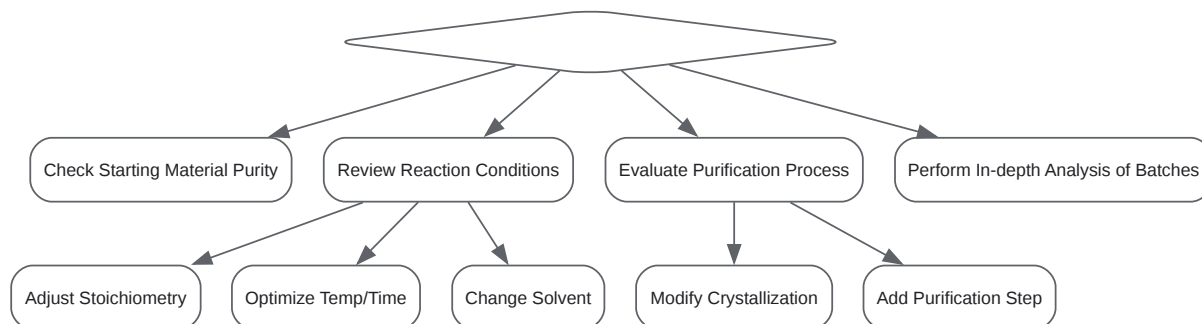 Check Starting Material Purity
Review Reaction Conditions
Evaluate Purification Process
Perform In-depth Analysis of Batches
Adjust Stoichiometry
Optimize Temp/Time
Change Solvent
Modify Crystallization
Add Purification Step